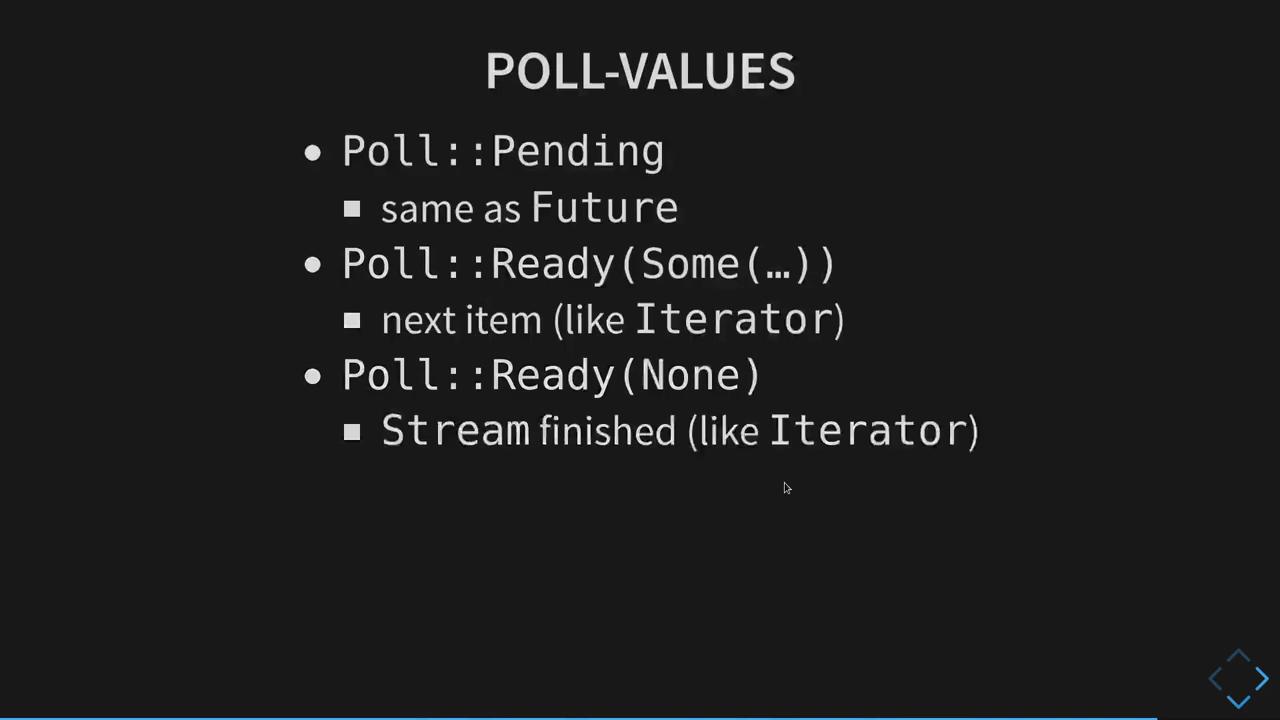 POLL-VALUES
Poll::Pending
same as Future
Poll::Ready(Some(…))
next item (like Iterator)
Poll::Ready(None)
Stream finished (like Iterator)